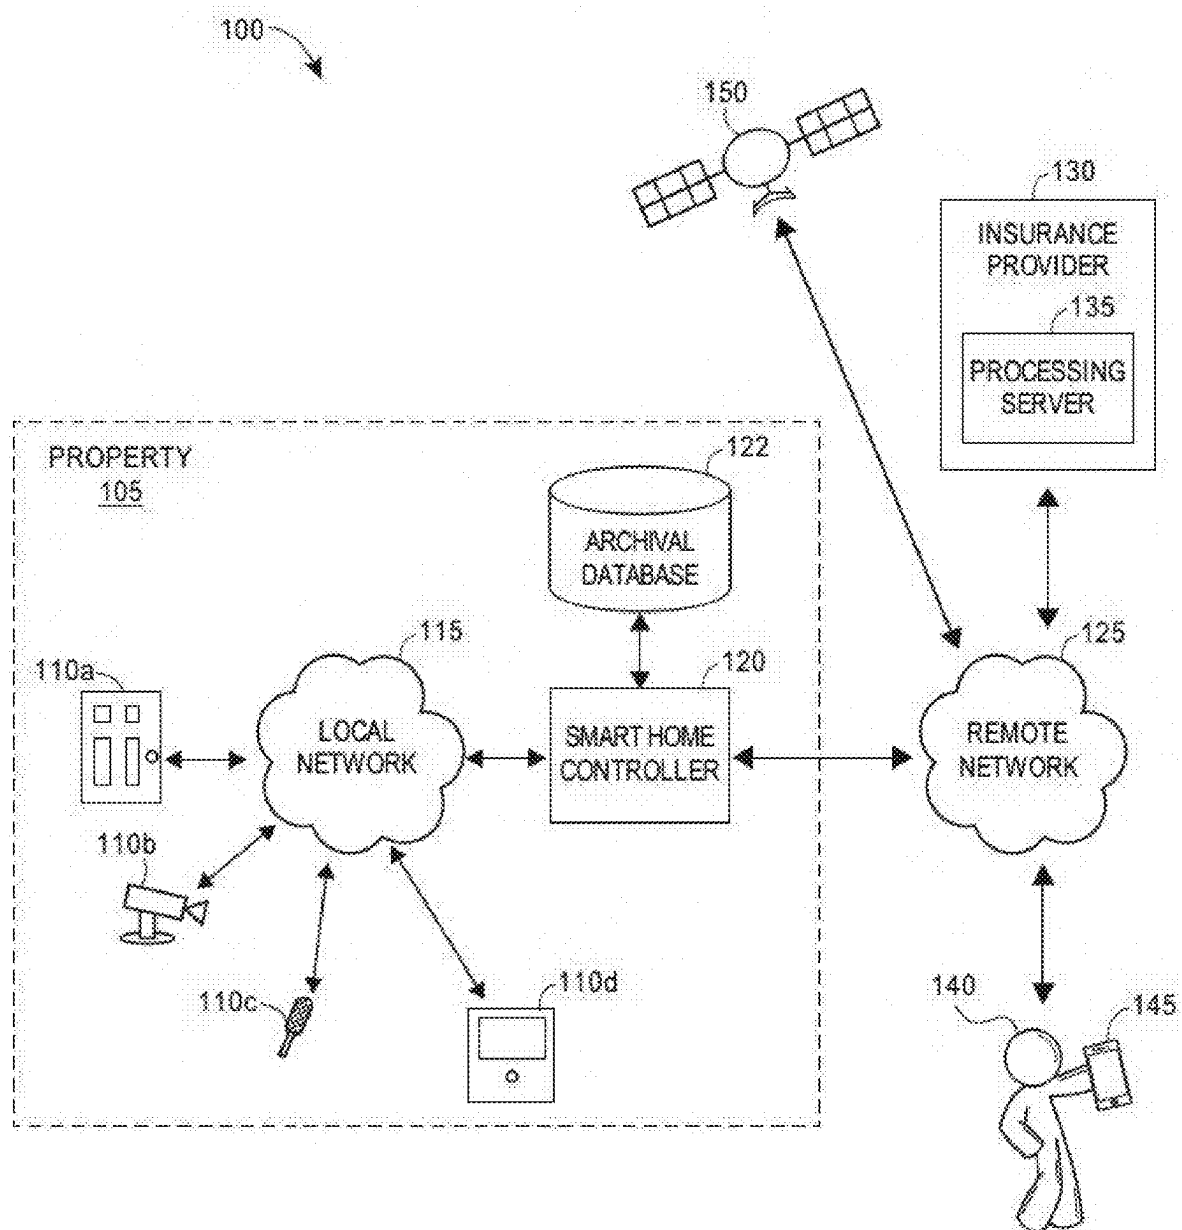 100
150
130
INSURANCE
PROVIDER
135
PROCESSING
SERVER
PROPERTY
105
122
ARCHIVAL
DATABASE
115
120
125
110a
LOCAL
NETWORK
SMART HOME
CONTROLLER
REMOTE
NETWORK
110b
110c
110d
140
145